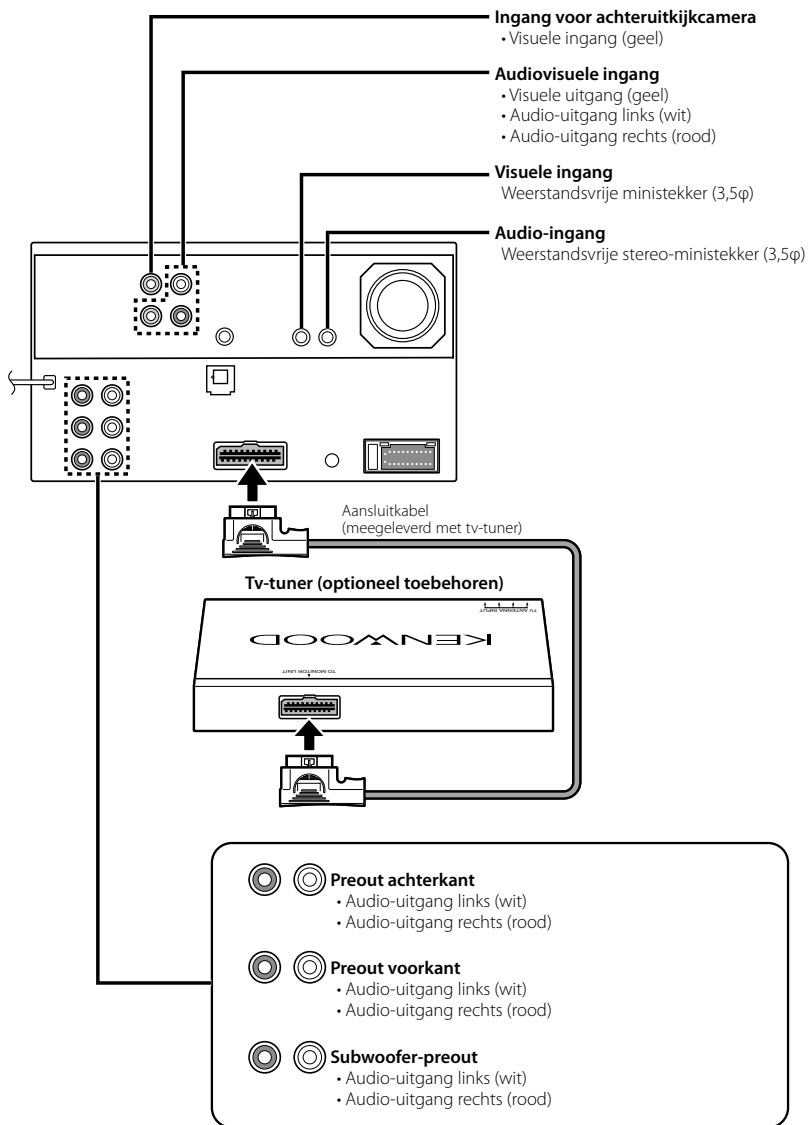 Ingang voor achteruitkijkcamera
• Visuele ingang (geel)
Audiovisuele ingang
• Visuele uitgang (geel)
• Audio-uitgang links (wit)
• Audio-uitgang rechts (rood)
Visuele ingang
Weerstandsvrije ministekker (3,5φ)
Audio-ingang
Weerstandsvrije stereo-ministekker (3,5φ)
Aansluitkabel
(meegeleverd met tv-tuner)
Tv-tuner (optioneel toebehoren)
TV ANTENNA INPUT
KENWOOD
TO MONITOR UNIT
Preout achterkant
• Audio-uitgang links (wit)
• Audio-uitgang rechts (rood)
Preout voorkant
• Audio-uitgang links (wit)
• Audio-uitgang rechts (rood)
Subwoofer-preout
• Audio-uitgang links (wit)
• Audio-uitgang rechts (rood)